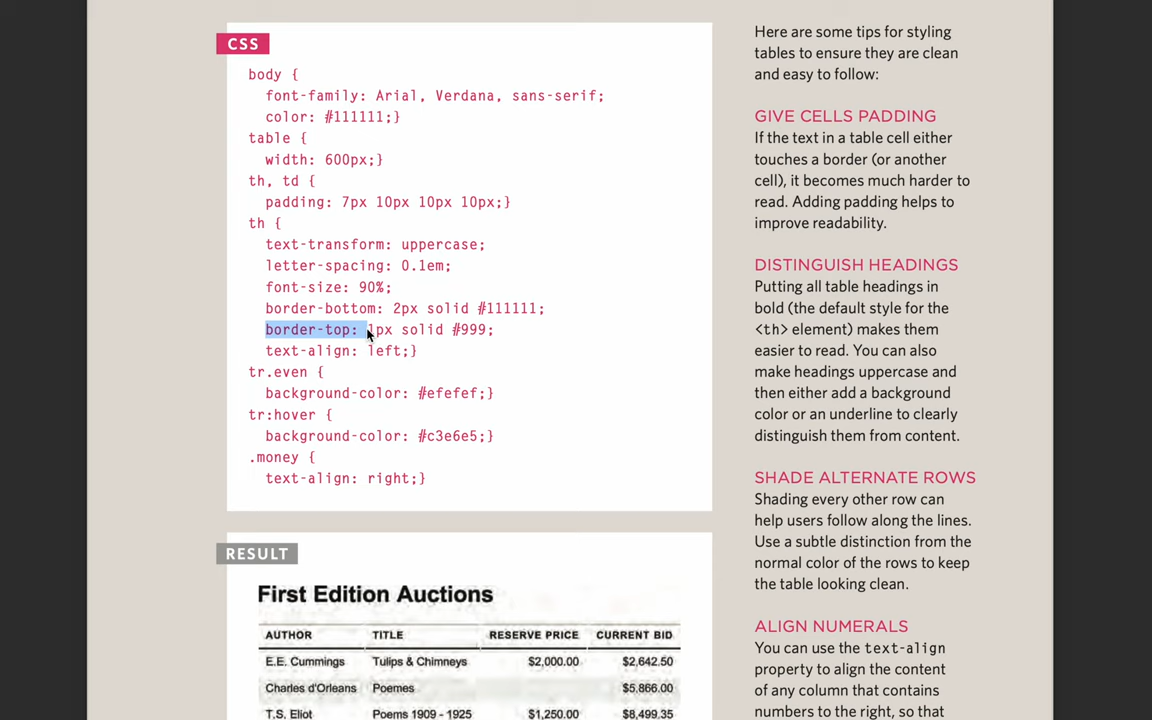 CSS
body {
font-family: Arial, Verdana, sans-serif;
color: #111111;}
table {
width: 600px;}
th, td {
padding: 7px 10px 10px 10px;}
th {
text-transform: uppercase;
letter-spacing: 0.1em;
font-size: 90%;
border-bottom: 2px solid #111111;
border-top: 1px solid #999;
text-align: left;}
tr.even {
background-color: #efefef;}
tr:hover {
background-color: #c3e6e5;}
.money {
text-align: right;}
RESULT
First Edition Auctions
AUTHOR TITLE RESERVE PRICE CURRENT BID
E.E. Cummings Tulips & Chimneys $2,000.00 $2,642.50
Charles d'Orleans Poemes $5,866.00
T.S. Eliot Poems 1909 - 1925 $1,250.00 $8,499.35
Here are some tips for styling
tables to ensure they are clean
and easy to follow:
GIVE CELLS PADDING
If the text in a table cell either
touches a border (or another
cell), it becomes much harder to
read. Adding padding helps to
improve readability.
DISTINGUISH HEADINGS
Putting all table headings in
bold (the default style for the
<th> element) makes them
easier to read. You can also
make headings uppercase and
then either add a background
color or an underline to clearly
distinguish them from content.
SHADE ALTERNATE ROWS
Shading every other row can
help users follow along the lines.
Use a subtle distinction from the
normal color of the rows to keep
the table looking clean.
ALIGN NUMERALS
You can use the text-align
property to align the content
of any column that contains
numbers to the right, so that